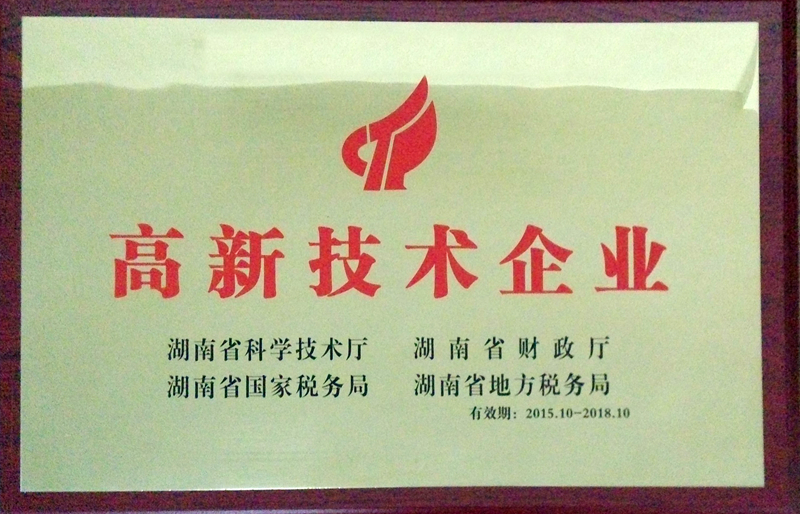 高新技术企业
湖南省科学技术厅 湖南省财政厅
湖南省国家税务局 湖南省地方税务局
有效期：2015.10-2018.10